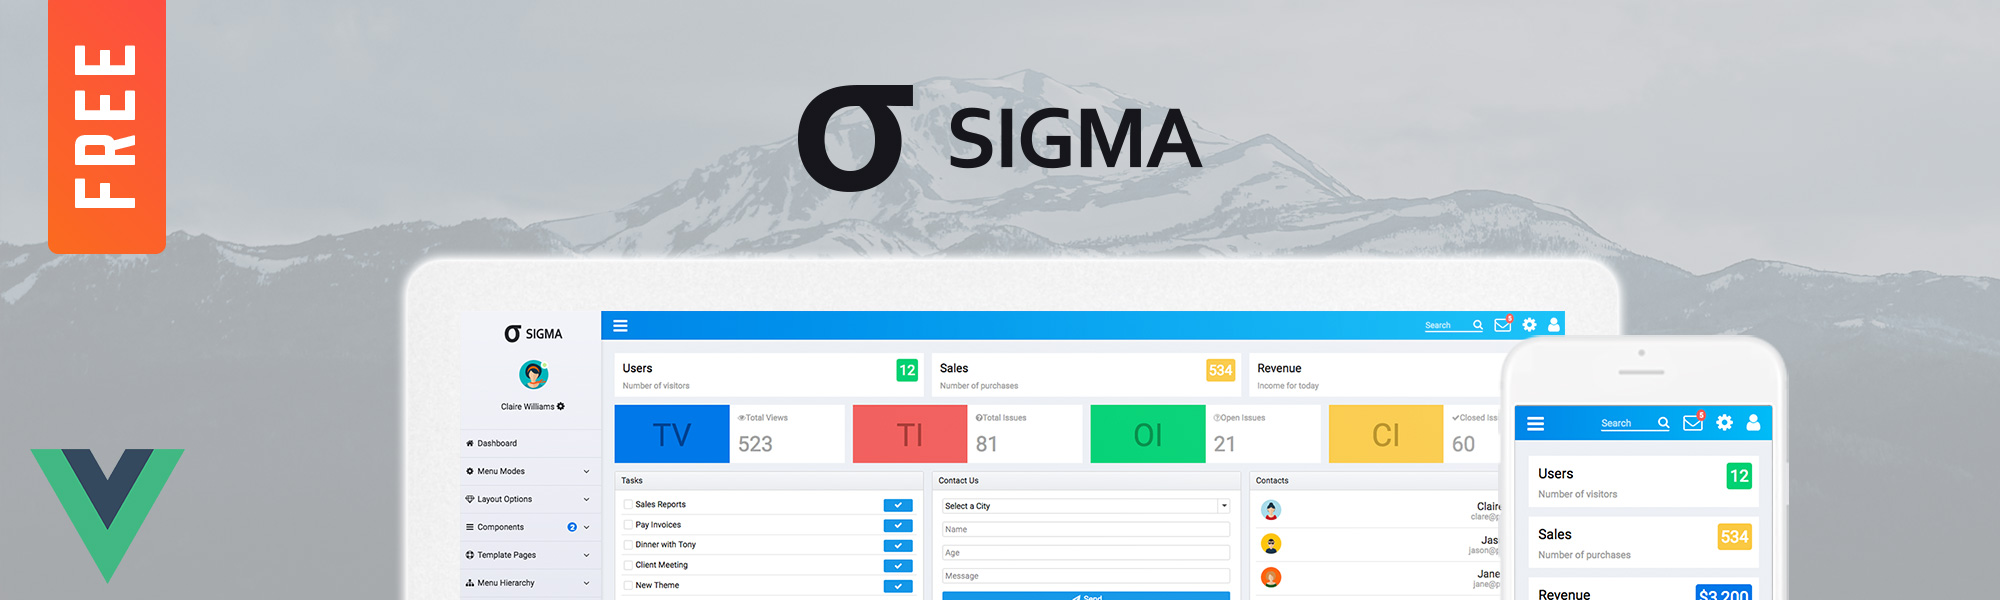 FREE
σ SIGMA
σ SIGMA
Claire Williams
Dashboard
Menu Modes
Layout Options
Components 2
Template Pages
Menu Hierarchy
Search 5
Users 12
Number of visitors
Sales 534
Number of purchases
Revenue
Income for today
TV
Total Views
523
TI
Total Issues
81
OI
Open Issues
21
CI
Closed Iss
60
Tasks
Sales Reports
Pay Invoices
Dinner with Tony
Client Meeting
New Theme
Contact Us
Select a City
Name
Age
Message
Send
Contacts
Claire
clare@p
Jas
jason@p
Jane
jane@p
Search 5
Users 12
Number of visitors
Sales 534
Number of purchases
Revenue $3,200